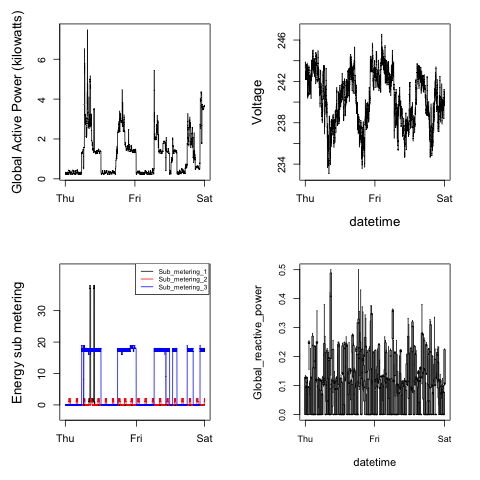 Global Active Power (kilowatts)
0 2 4 6
Thu Fri Sat
Voltage
234 238 242 246
Thu Fri Sat
datetime
Energy sub metering
0 10 20 30
Sub_metering_1
Sub_metering_2
Sub_metering_3
Thu Fri Sat
Global_reactive_power
0.0 0.1 0.2 0.3 0.4 0.5
Thu Fri Sat
datetime